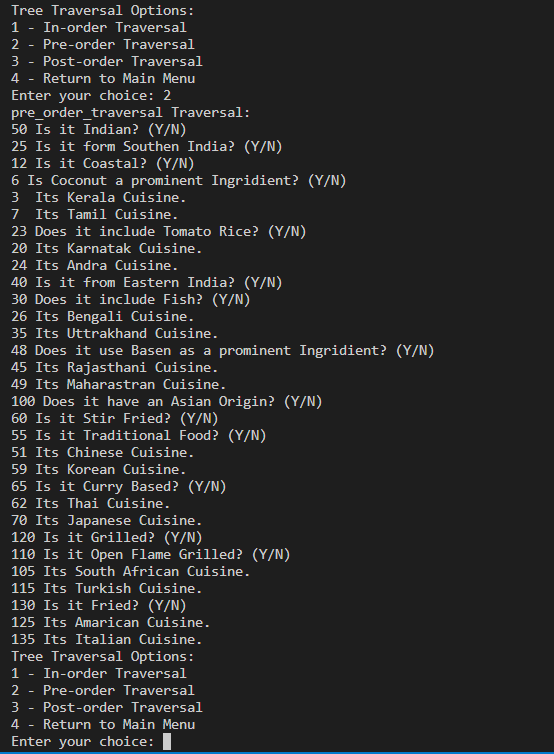 Tree Traversal Options:
1 - In-order Traversal
2 - Pre-order Traversal
3 - Post-order Traversal
4 - Return to Main Menu
Enter your choice: 2
pre_order_traversal Traversal:
50 Is it Indian? (Y/N)
25 Is it form Southen India? (Y/N)
12 Is it Coastal? (Y/N)
6 Is Coconut a prominent Ingridient? (Y/N)
3  Its Kerala Cuisine.
7  Its Tamil Cuisine.
23 Does it include Tomato Rice? (Y/N)
20 Its Karnatak Cuisine.
24 Its Andra Cuisine.
40 Is it from Eastern India? (Y/N)
30 Does it include Fish? (Y/N)
26 Its Bengali Cuisine.
35 Its Uttrakhand Cuisine.
48 Does it use Basen as a prominent Ingridient? (Y/N)
45 Its Rajasthani Cuisine.
49 Its Maharastran Cuisine.
100 Does it have an Asian Origin? (Y/N)
60 Is it Stir Fried? (Y/N)
55 Is it Traditional Food? (Y/N)
51 Its Chinese Cuisine.
59 Its Korean Cuisine.
65 Is it Curry Based? (Y/N)
62 Its Thai Cuisine.
70 Its Japanese Cuisine.
120 Is it Grilled? (Y/N)
110 Is it Open Flame Grilled? (Y/N)
105 Its South African Cuisine.
115 Its Turkish Cuisine.
130 Is it Fried? (Y/N)
125 Its Amarican Cuisine.
135 Its Italian Cuisine.
Tree Traversal Options:
1 - In-order Traversal
2 - Pre-order Traversal
3 - Post-order Traversal
4 - Return to Main Menu
Enter your choice: